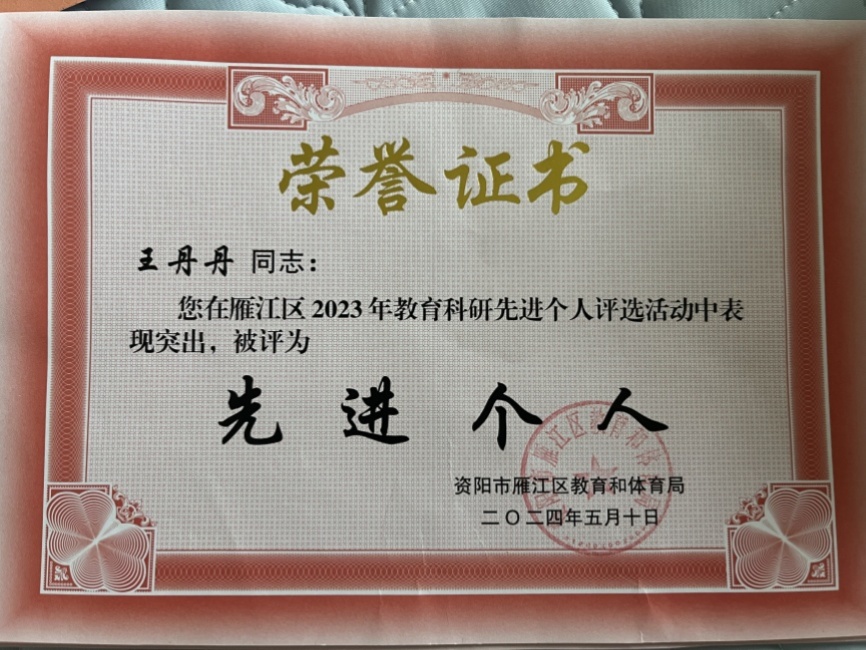 荣誉证书
王丹丹 同志：
您在雁江区2023年教育科研先进个人评选活动中表
现突出，被评为
先进个人
资阳市雁江区教育和体育局
二〇二四年五月十日